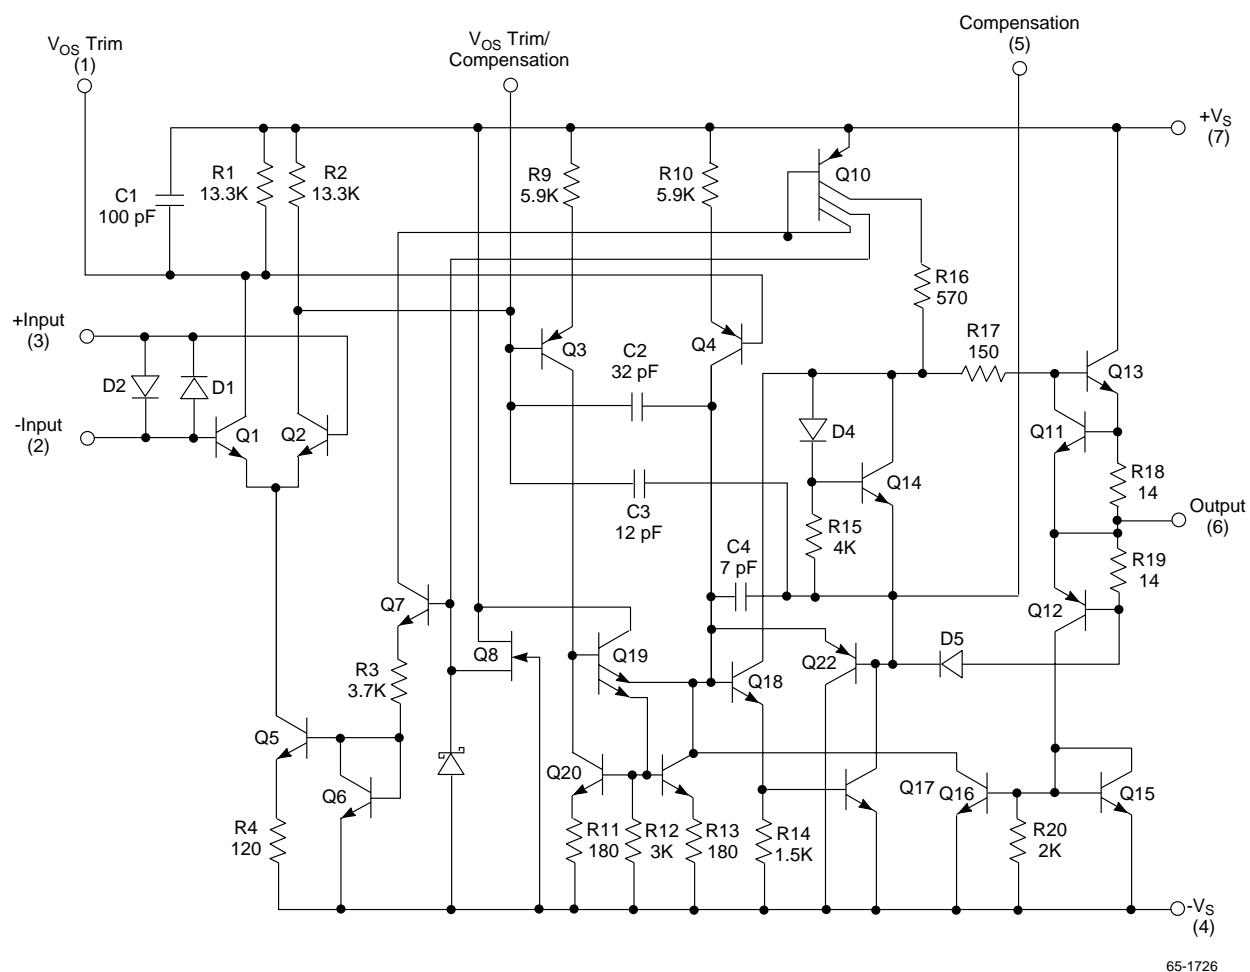 Compensation
(5)
VOS Trim
(1)
VOS Trim/
Compensation
+VS
(7)
R1
13.3K
R2
13.3K
R9
5.9K
R10
5.9K
Q10
C1
100 pF
R16
570
+Input
(3)
R17
150
Q3
C2
32 pF
Q4
Q13
D2
D1
-Input
(2)
Q1
Q2
D4
Q11
Q14
R18
14
Output
(6)
C3
12 pF
R15
4K
C4
7 pF
R19
14
Q7
Q12
D5
Q8
Q19
Q22
R3
3.7K
Q18
Q5
Q20
Q6
Q17
Q16
Q15
R4
120
R11
180
R12
3K
R13
180
R14
1.5K
R20
2K
-VS
(4)
65-1726